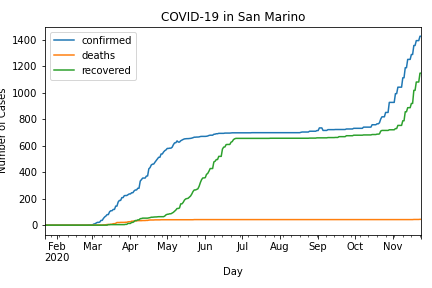 COVID-19 in San Marino
confirmed
deaths
recovered
1400
1200
1000
800
600
400
200
0
Number of Cases
Feb Mar Apr May Jun Jul Aug Sep Oct Nov
2020
Day